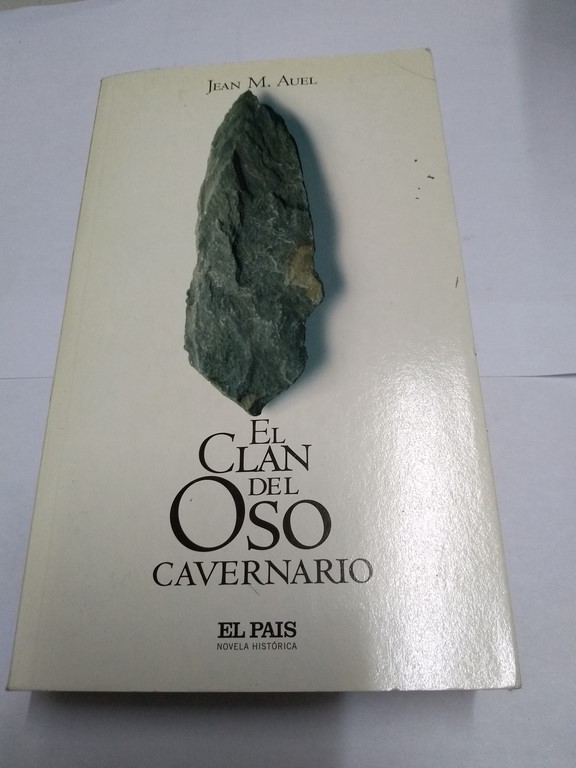 JEAN M. AUEL
EL
CLAN
DEL
OSO
CAVERNARIO
EL PAIS
NOVELA HISTÓRICA